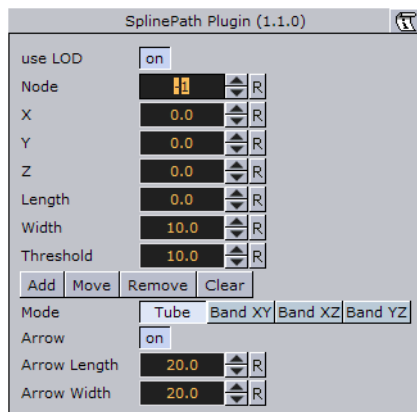 SplinePath Plugin (1.1.0)
use LOD on
Node -1 R
X 0.0 R
Y 0.0 R
Z 0.0 R
Length 0.0 R
Width 10.0 R
Threshold 10.0 R
Add Move Remove Clear
Mode Tube Band XY Band XZ Band YZ
Arrow on
Arrow Length 20.0 R
Arrow Width 20.0 R